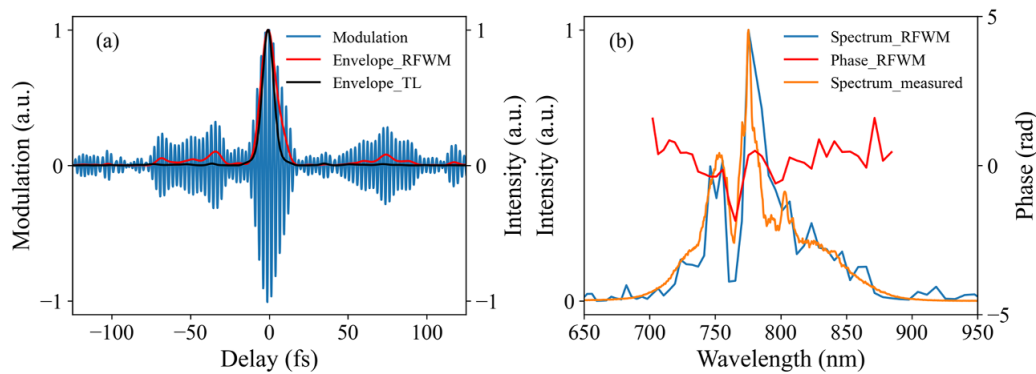 (a)
Modulation
Envelope_RFWM
Envelope_TL
1
0
−1
1
0
−1
Modulation (a.u.)
Intensity (a.u.)
−100
−50
0
50
100
Delay (fs)
(b)
Spectrum_RFWM
Phase_RFWM
Spectrum_measured
1
0
5
0
−5
Intensity (a.u.)
Phase (rad)
650
700
750
800
850
900
950
Wavelength (nm)